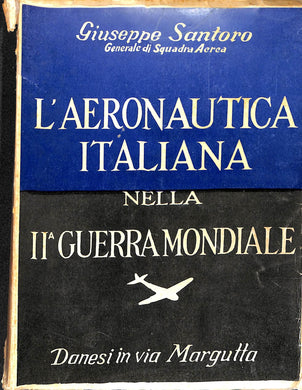 Giuseppe Santoro
Generale di Squadra Aerea
L'AERONAUTICA
ITALIANA
NELLA
IIA GUERRA MONDIALE
Danesi in via Margutta